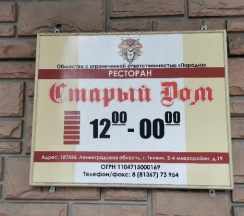 Общество с ограниченной ответственностью «Парадиз»
РЕСТОРАН
Старый Дом
12⁰⁰ - 00⁰⁰
Адрес: 187556, Ленинградская область, г. Тихвин, 3-й микрорайон, д.19
ОГРН 1104715000169
Телефон/факс: 8 (81367) 73 954